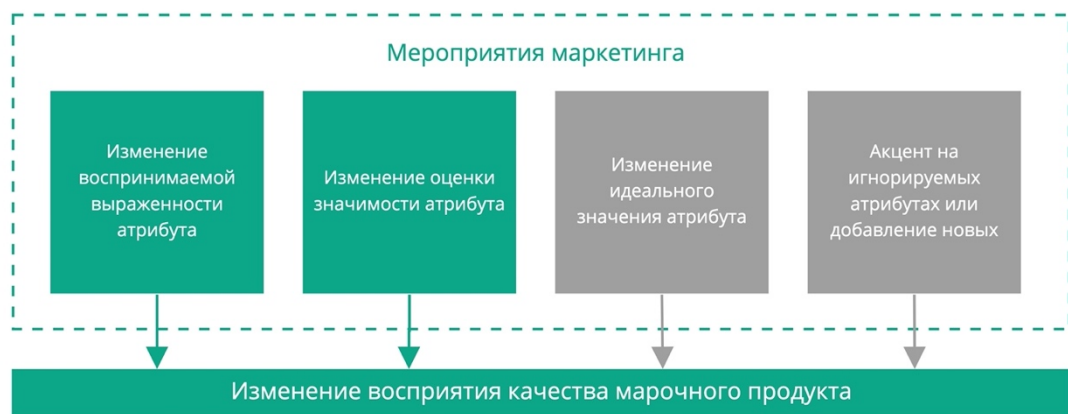 Мероприятия маркетинга
Изменение
воспринимаемой
выраженности
атрибута
Изменение оценки
значимости атрибута
Изменение
идеального
значения атрибута
Акцент на
игнорируемых
атрибутах или
добавление новых
Изменение восприятия качества марочного продукта